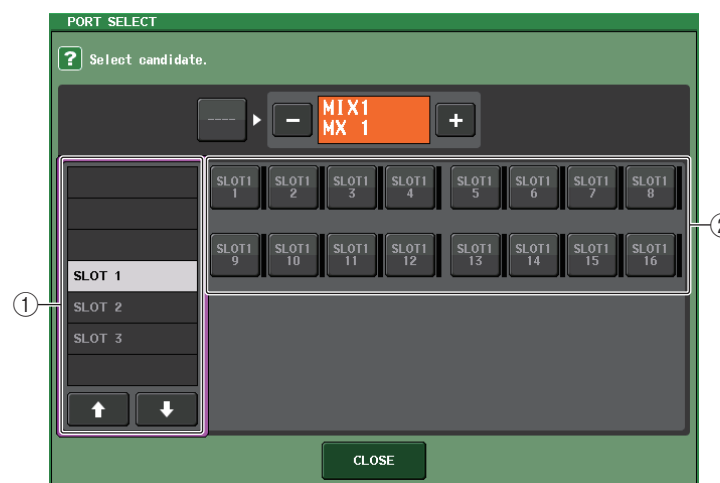 PORT SELECT
? Select candidate.
---- − MIX1 +
MX 1
SLOT1 1 SLOT1 2 SLOT1 3 SLOT1 4 SLOT1 5 SLOT1 6 SLOT1 7 SLOT1 8
SLOT1 9 SLOT1 10 SLOT1 11 SLOT1 12 SLOT1 13 SLOT1 14 SLOT1 15 SLOT1 16
2
SLOT 1
1
SLOT 2
SLOT 3
CLOSE